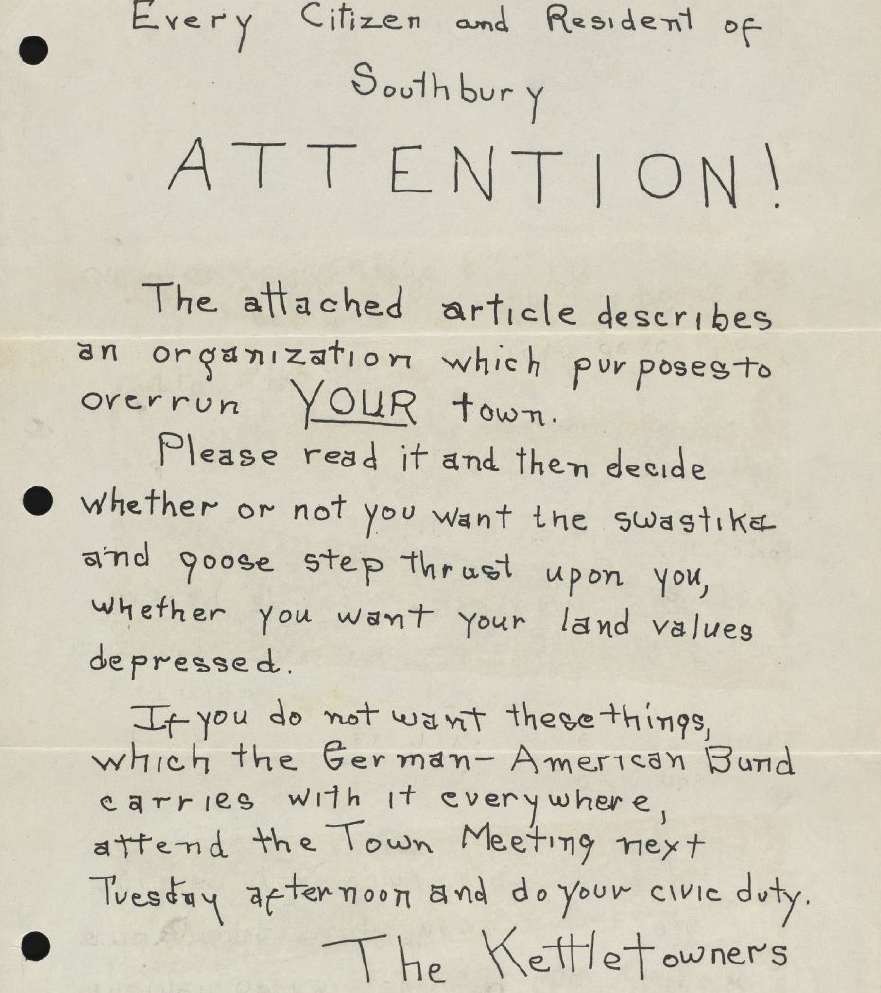 Every Citizen and Resident of
Southbury
ATTENTION!
The attached article describes
an organization which purposes to
overrun YOUR town.
Please read it and then decide
whether or not you want the swastika
and goose step thrust upon you,
whether you want your land values
depressed.
If you do not want these things,
which the German-American Bund
carries with it everywhere,
attend the Town Meeting next
Tuesday afternoon and do your civic duty.
The Kettletowners